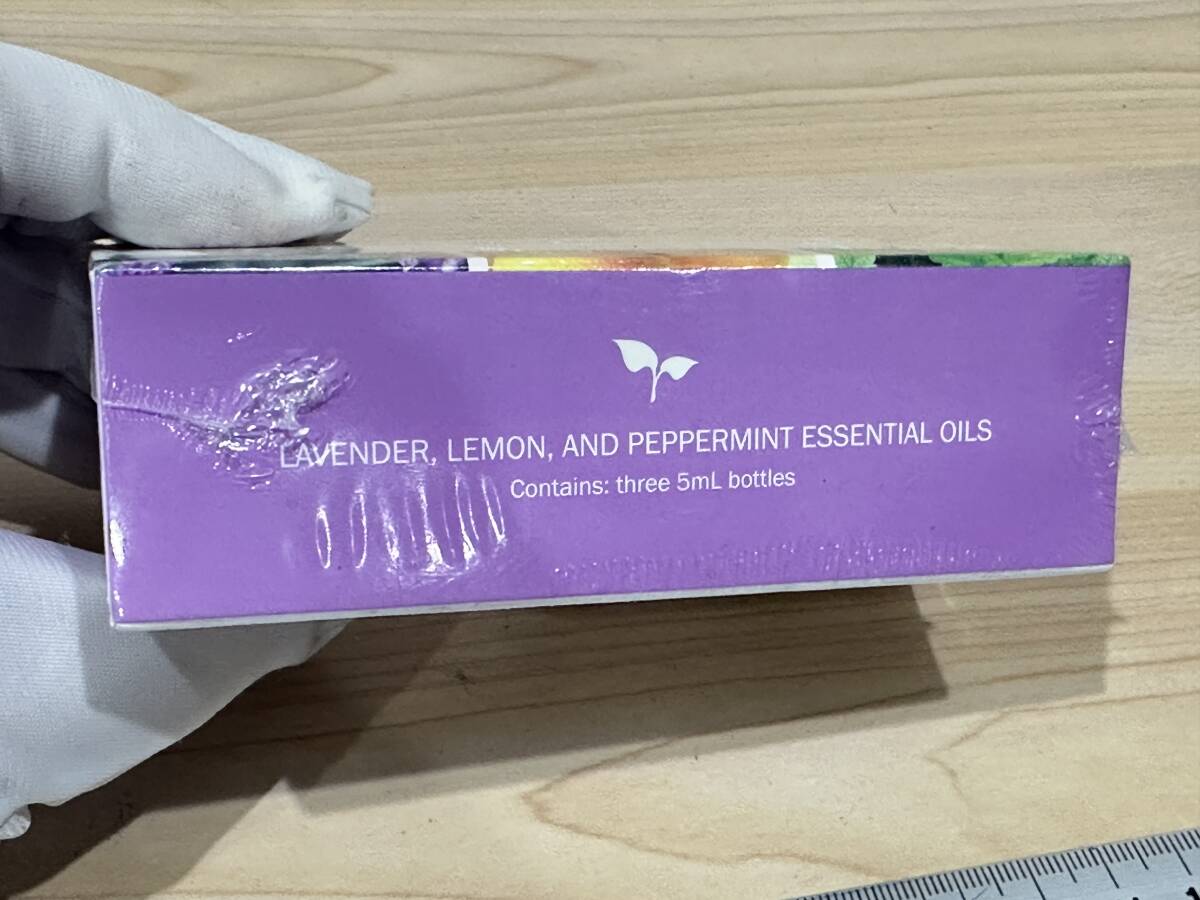 LAVENDER, LEMON, AND PEPPERMINT ESSENTIAL OILS
Contains: three 5mL bottles